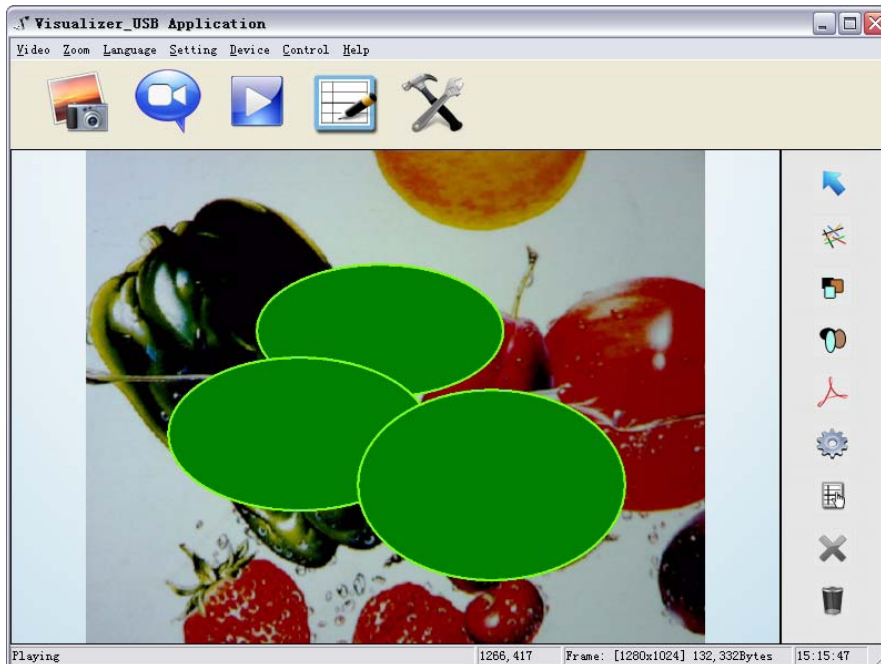 Visualizer_USB Application
Video Zoom Language Setting Device Control Help
Playing 1266,417 Frame: [1280x1024] 132,332Bytes 15:15:47